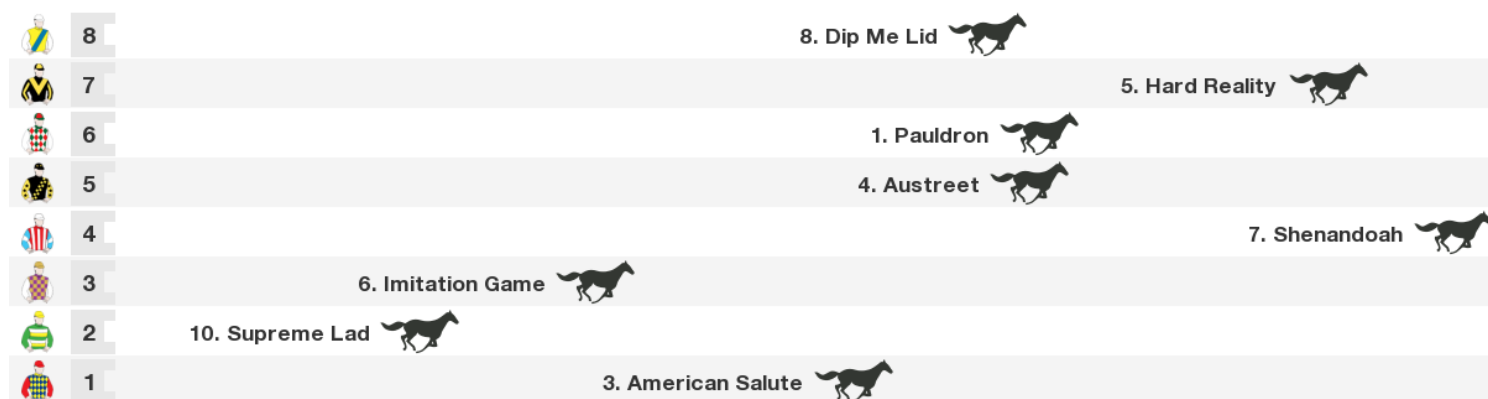 8 8. Dip Me Lid
7 5. Hard Reality
6 1. Pauldron
5 4. Austreet
4 7. Shenandoah
3 6. Imitation Game
2 10. Supreme Lad
1 3. American Salute